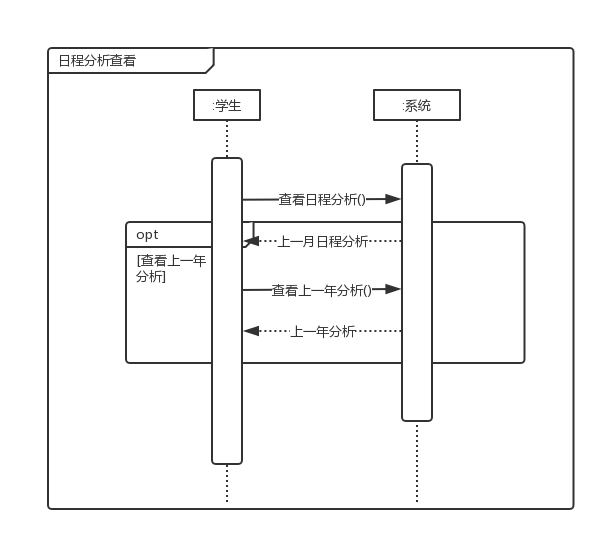 日程分析查看
:学生
:系统
查看日程分析()
opt
上一月日程分析
[查看上一年
分析]
查看上一年分析()
上一年分析